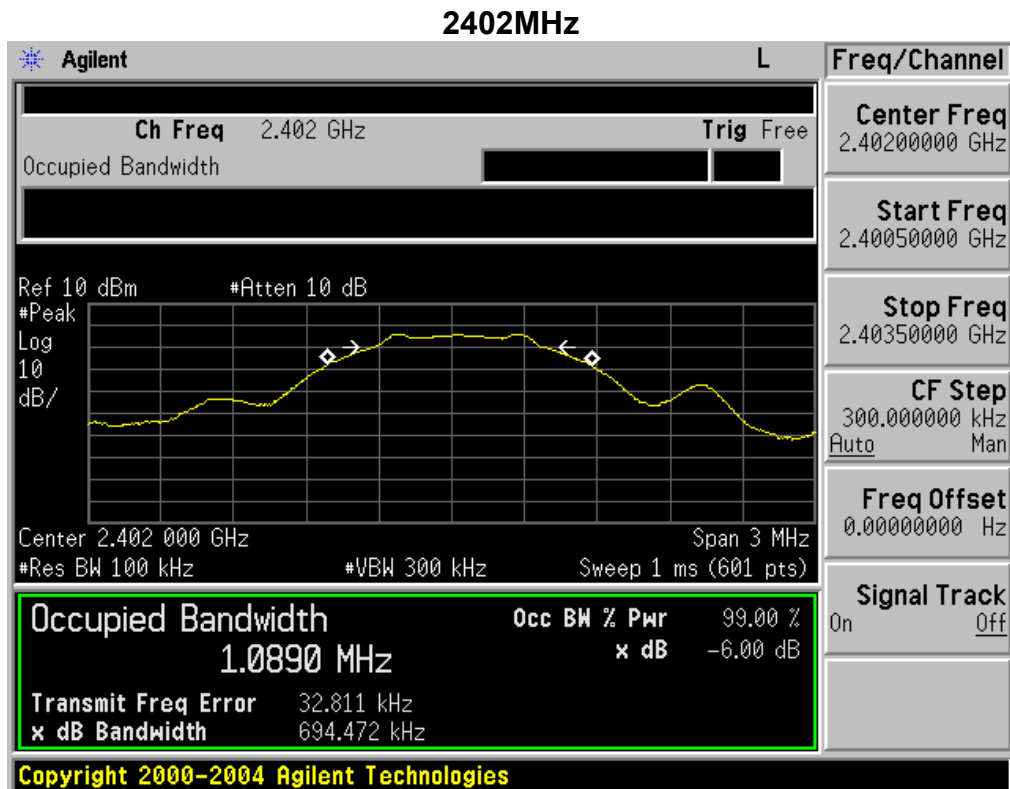 2402MHz
Agilent L Freq/Channel
Ch Freq 2.402 GHz Trig Free
Occupied Bandwidth
Center Freq
2.40200000 GHz
Start Freq
2.40050000 GHz
Stop Freq
2.40350000 GHz
CF Step
300.000000 kHz
Auto Man
Freq Offset
0.00000000 Hz
Signal Track
On Off
Ref 10 dBm #Atten 10 dB
#Peak
Log
10
dB/
Center 2.402 000 GHz Span 3 MHz
#Res BW 100 kHz #VBW 300 kHz Sweep 1 ms (601 pts)
Occupied Bandwidth Occ BW % Pwr 99.00 %
1.0890 MHz x dB -6.00 dB
Transmit Freq Error 32.811 kHz
x dB Bandwidth 694.472 kHz
Copyright 2000-2004 Agilent Technologies